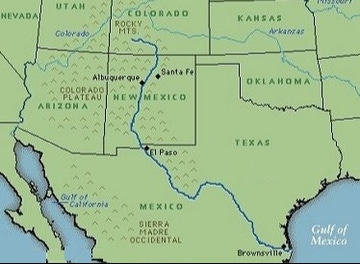 UTAH
COLORADO
Missouri
NEVADA
ROCKY
MTS.
KANSAS
Colorado
Arkansas
Santa Fe
Albuquerque
OKLAHOMA
COLORADO
PLATEAU
NEW MEXICO
ARIZONA
TEXAS
El Paso
Gulf of
California
MEXICO
SIERRA
MADRE
OCCIDENTAL
Gulf of
Mexico
Brownsville